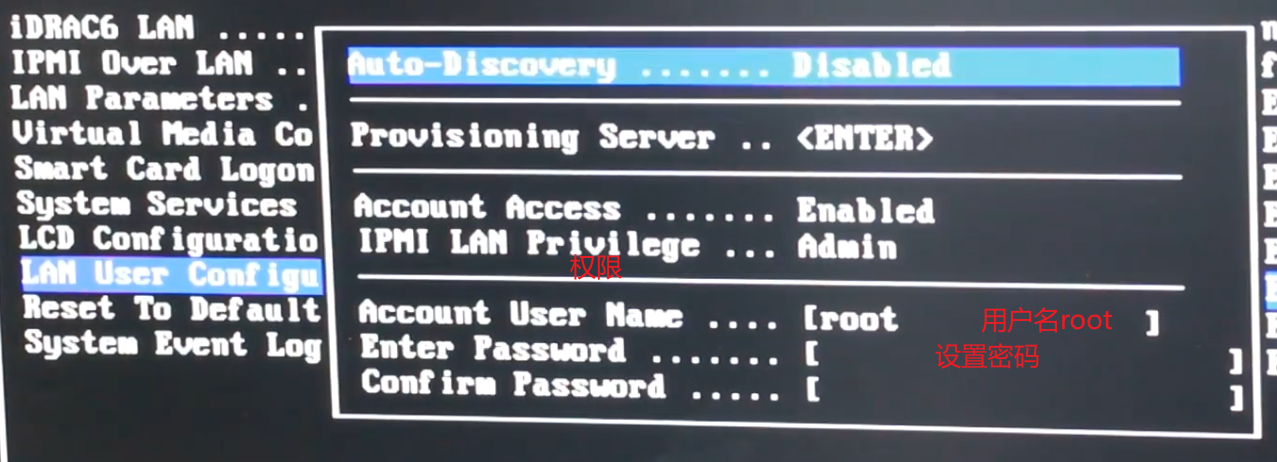 iDRAC6 LAN .....
IPMI Over LAN ..
LAN Parameters .
Virtual Media Co
Smart Card Logon
System Services
LCD Configuratio
LAN User Configu
Reset To Default
System Event Log
Auto-Discovery ....... Disabled
Provisioning Server .. <ENTER>
Account Access ....... Enabled
IPMI LAN Privilege ... Admin
权限
Account User Name .... [root 用户名root ]
Enter Password ....... [ 设置密码 ]
Confirm Password ..... [ ]